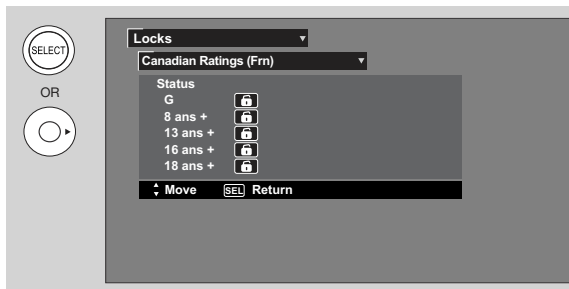 SELECT
OR
Locks
Canadian Ratings (Frn)
Status
G
8 ans +
13 ans +
16 ans +
18 ans +
Move SEL Return